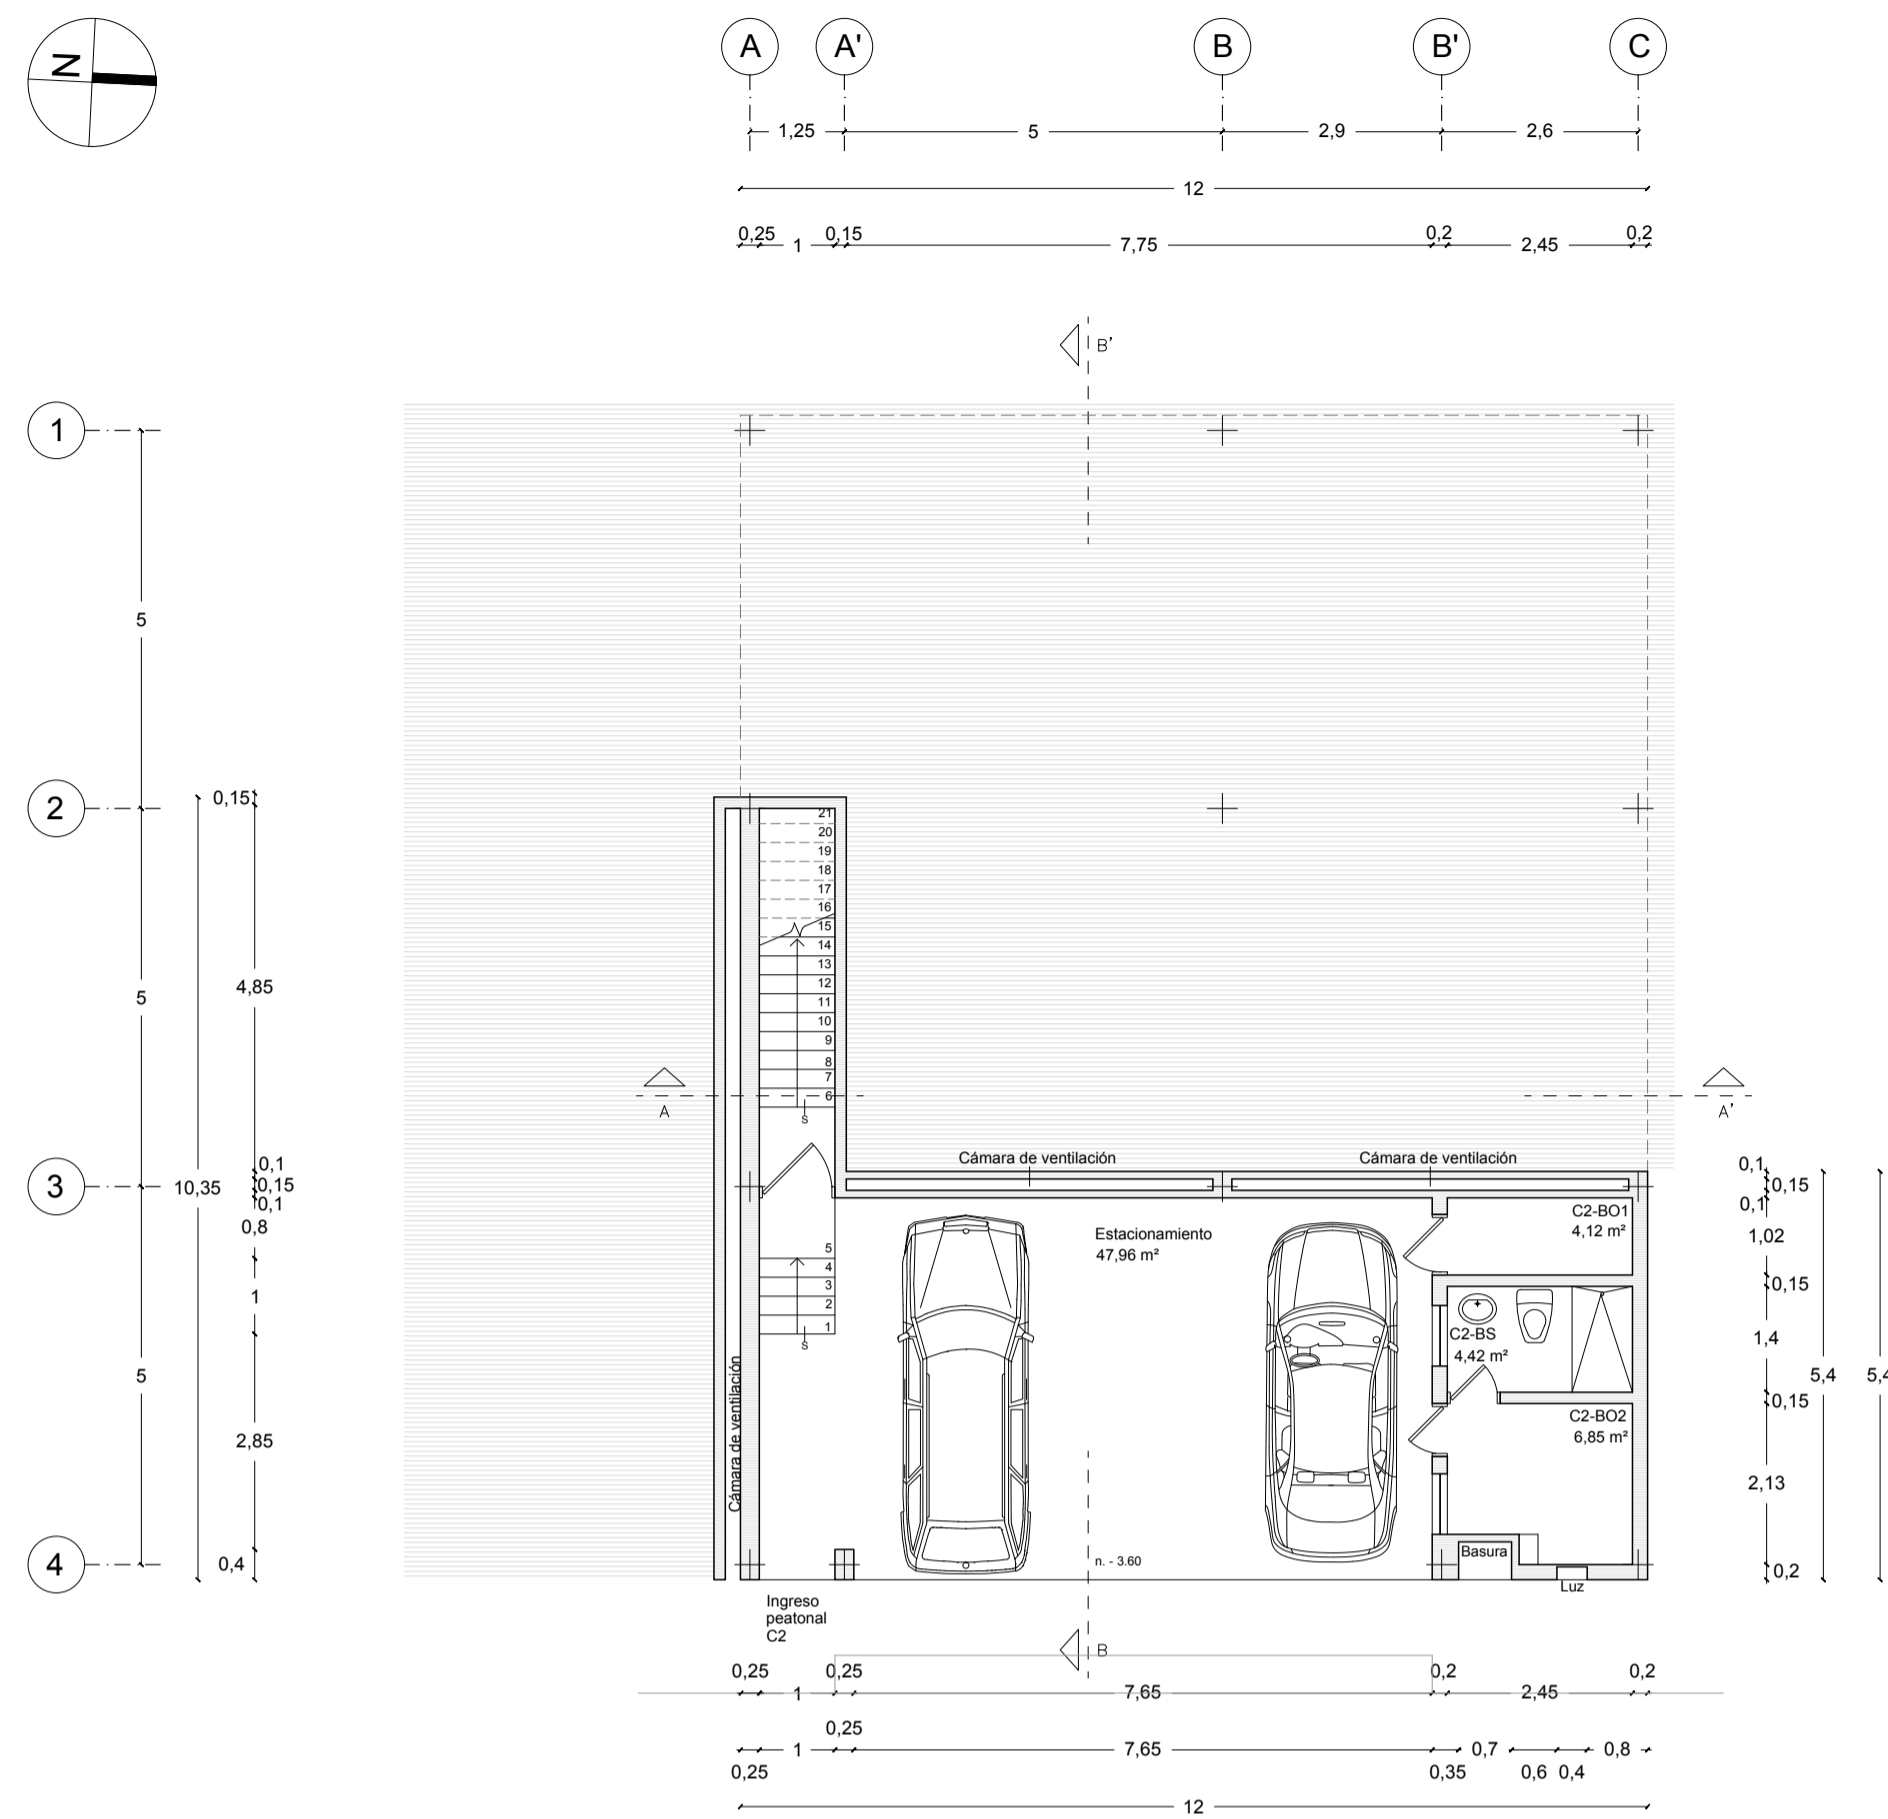 N
A
A'
B
B'
C
1,25
5
2,9
2,6
12
0,25
1
0,15
7,75
0,2
2,45
0,2
B'
1
5
2
0,15
21
20
19
18
17
16
15
14
13
12
11
10
9
8
7
6
S
4,85
5
A
A'
3
10,35
0,1
0,15
0,1
0,8
Cámara de ventilación
Cámara de ventilación
0,1
0,15
0,1
1,02
C2-BO1
4,12 m²
Estacionamiento
47,96 m²
5
4
3
2
1
S
1
0,15
C2-BS
4,42 m²
1,4
5,4
5,4
5
Cámara de ventilación
0,15
C2-BO2
6,85 m²
2,85
2,13
4
0,4
n. - 3.60
Basura
Luz
0,2
Ingreso
peatonal
C2
B
0,25
0,25
0,2
0,2
1
7,65
2,45
0,25
1
7,65
0,7
0,8
0,25
0,35
0,6
0,4
12